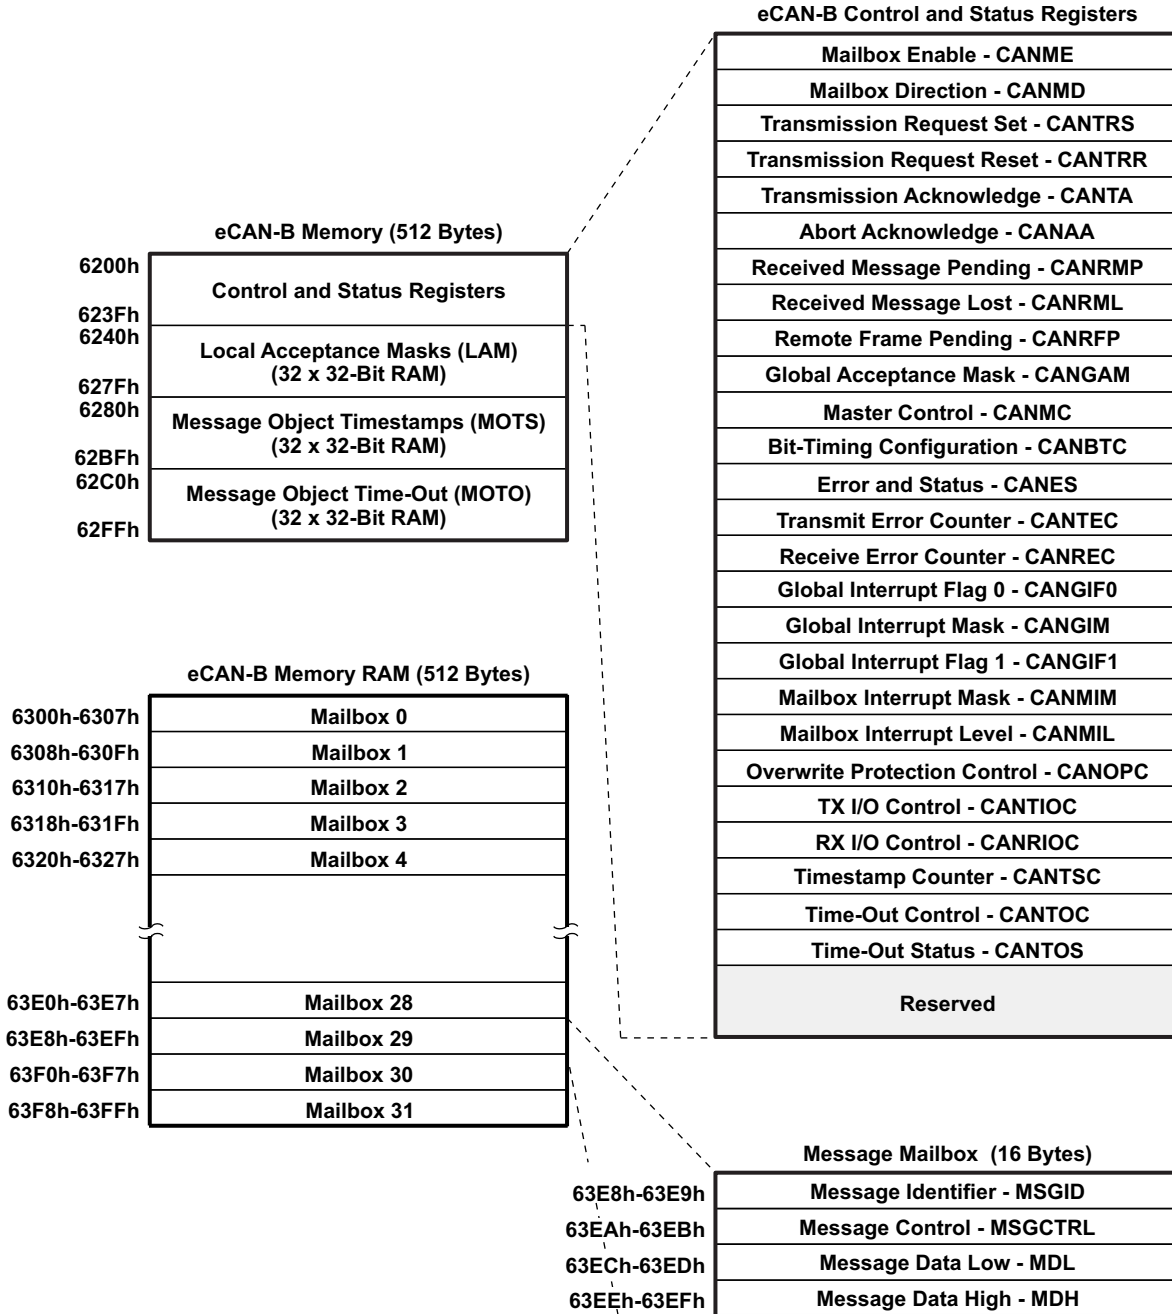 eCAN-B Control and Status Registers
Mailbox Enable - CANME
Mailbox Direction - CANMD
Transmission Request Set - CANTRS
Transmission Request Reset - CANTRR
Transmission Acknowledge - CANTA
Abort Acknowledge - CANAA
Received Message Pending - CANRMP
Received Message Lost - CANRML
Remote Frame Pending - CANRFP
Global Acceptance Mask - CANGAM
Master Control - CANMC
Bit-Timing Configuration - CANBTC
Error and Status - CANES
Transmit Error Counter - CANTEC
Receive Error Counter - CANREC
Global Interrupt Flag 0 - CANGIF0
Global Interrupt Mask - CANGIM
Global Interrupt Flag 1 - CANGIF1
Mailbox Interrupt Mask - CANMIM
Mailbox Interrupt Level - CANMIL
Overwrite Protection Control - CANOPC
TX I/O Control - CANTIOC
RX I/O Control - CANRIOC
Timestamp Counter - CANTSC
Time-Out Control - CANTOC
Time-Out Status - CANTOS
Reserved
eCAN-B Memory (512 Bytes)
6200h
Control and Status Registers
623Fh
6240h
Local Acceptance Masks (LAM)
(32 x 32-Bit RAM)
627Fh
6280h
Message Object Timestamps (MOTS)
(32 x 32-Bit RAM)
62BFh
62C0h
Message Object Time-Out (MOTO)
(32 x 32-Bit RAM)
62FFh
eCAN-B Memory RAM (512 Bytes)
6300h-6307h Mailbox 0
6308h-630Fh Mailbox 1
6310h-6317h Mailbox 2
6318h-631Fh Mailbox 3
6320h-6327h Mailbox 4
63E0h-63E7h Mailbox 28
63E8h-63EFh Mailbox 29
63F0h-63F7h Mailbox 30
63F8h-63FFh Mailbox 31
Message Mailbox (16 Bytes)
63E8h-63E9h Message Identifier - MSGID
63EAh-63EBh Message Control - MSGCTRL
63ECh-63EDh Message Data Low - MDL
63EEh-63EFh Message Data High - MDH